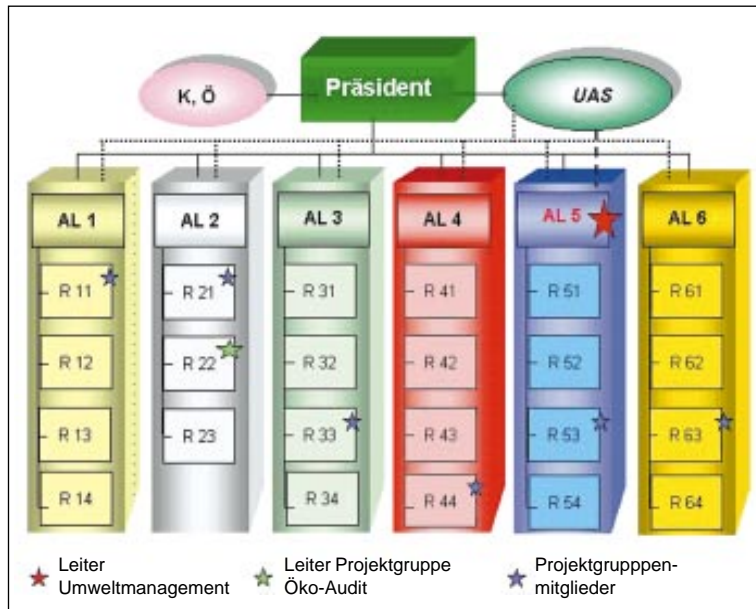 K, Ö
Präsident
UAS
AL 1
AL 2
AL 3
AL 4
AL 5
AL 6
R 11
R 21
R 31
R 41
R 51
R 61
R 12
R 22
R 32
R 42
R 52
R 62
R 13
R 23
R 33
R 43
R 53
R 63
R 14
R 34
R 44
R 54
R 64
Leiter
Umweltmanagement
Leiter Projektgruppe
Öko-Audit
Projektgrupppen-
mitglieder